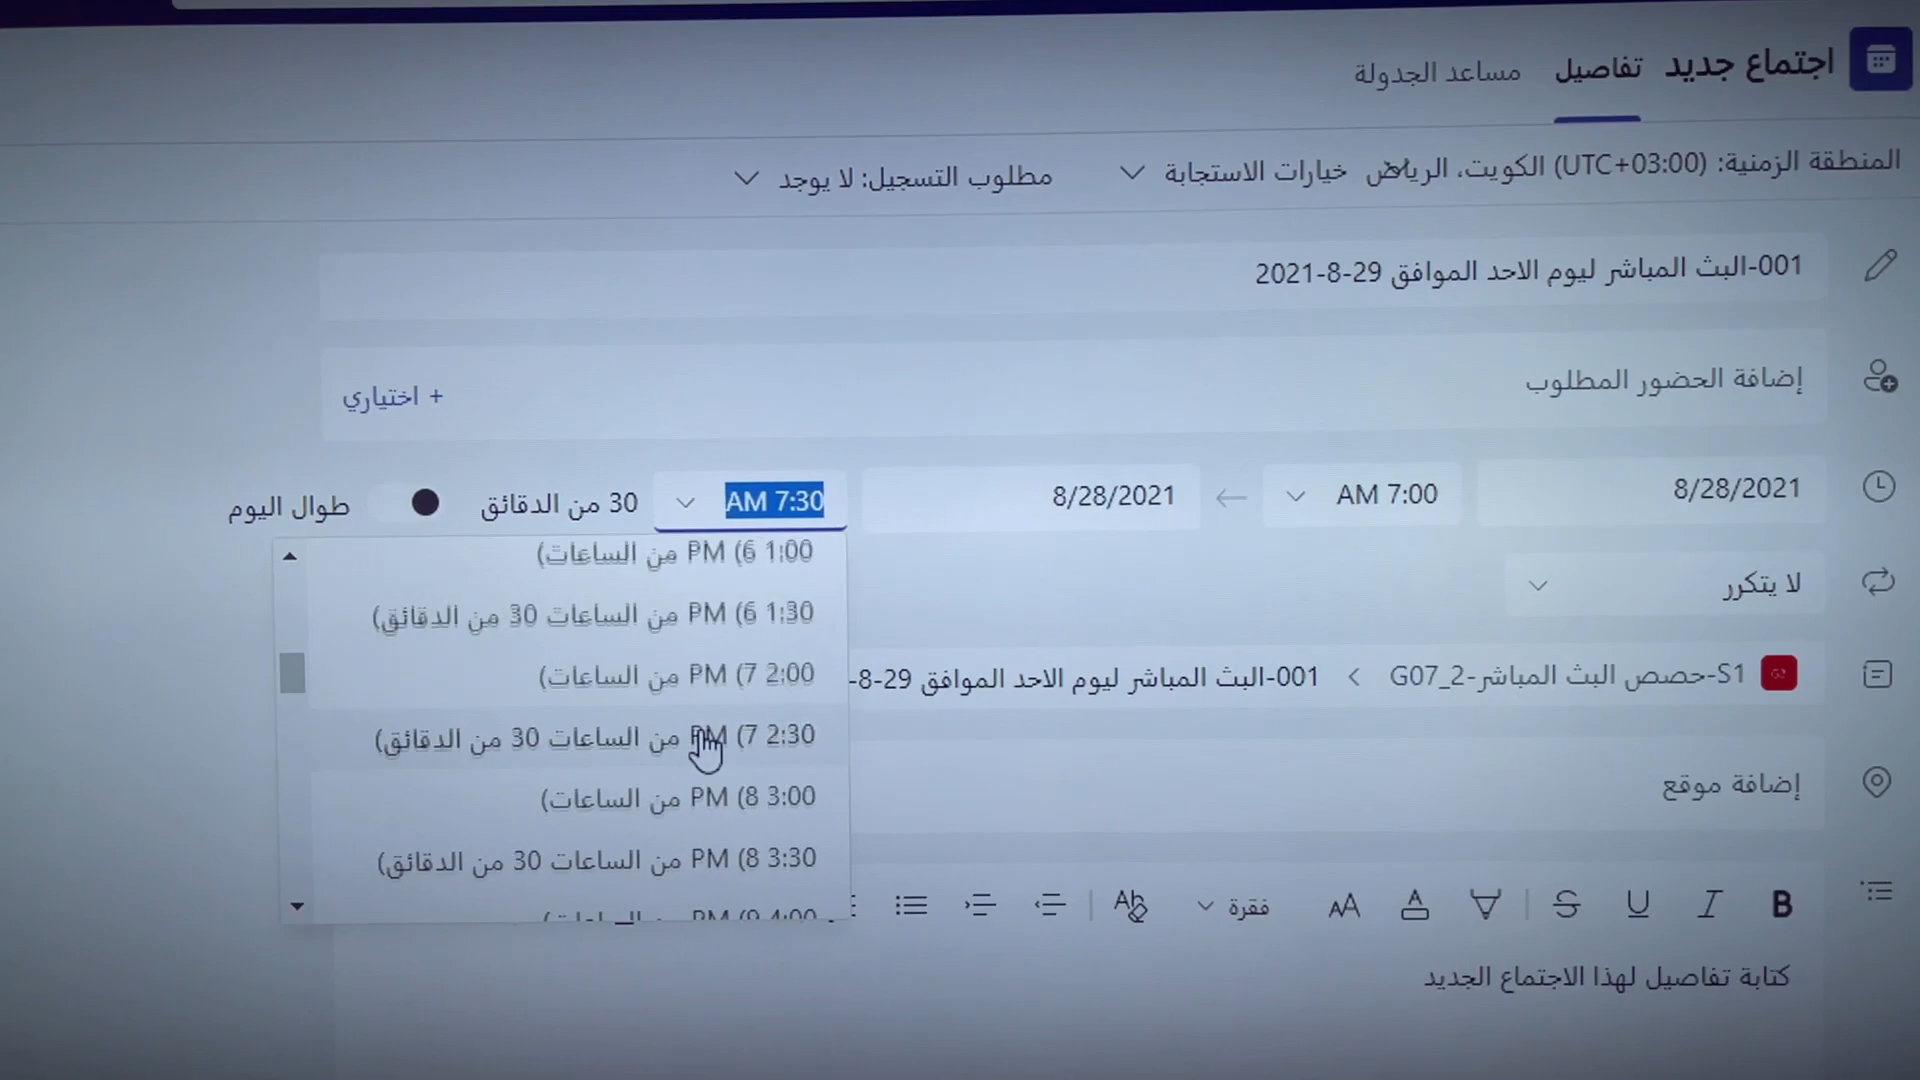 اجتماع جديد تفاصيل مساعد الجدولة
المنطقة الزمنية: (UTC+03:00) الكويت، الرياض خيارات الاستجابة مطلوب التسجيل: لا يوجد
001-البث المباشر ليوم الاحد الموافق 29-8-2021
إضافة الحضور المطلوب
+ اختياري
8/28/2021 7:00 AM 8/28/2021 7:30 AM 30 من الدقائق طوال اليوم
1:00 PM (6 من الساعات)
1:30 PM (6 من الساعات 30 من الدقائق)
2:00 PM (7 من الساعات)
2:30 PM (7 من الساعات 30 من الدقائق)
3:00 PM (8 من الساعات)
3:30 PM (8 من الساعات 30 من الدقائق)
لا يتكرر
S1-حصص البث المباشر-G07_2 > 001-البث المباشر ليوم الاحد الموافق 29-8-
إضافة موقع
B I U S A AA فقرة Ab
كتابة تفاصيل لهذا الاجتماع الجديد